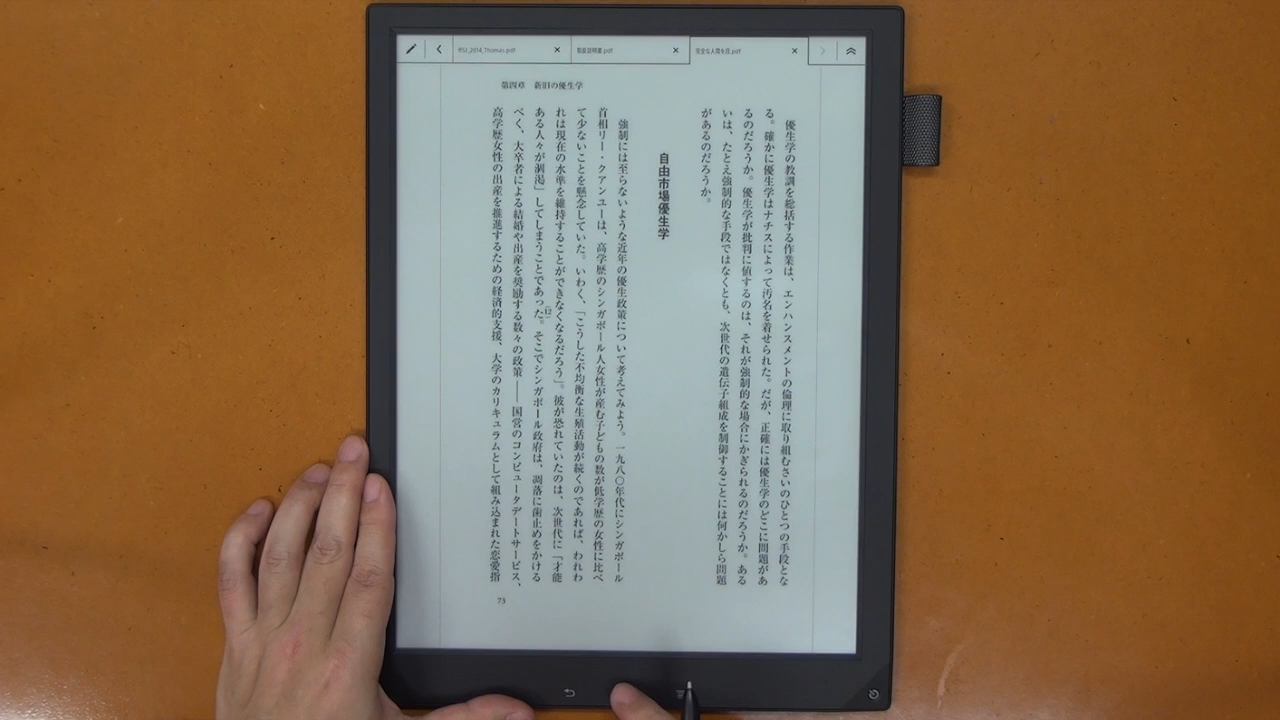 RSJ_2014_Thomas.pdf
取扱説明書.pdf
完全な人間を目.pdf
第四章　新旧の優生学
優生学の教訓を総括する作業は、エンハンスメントの倫理に取り組むさいのひとつの手段とな
る。確かに優生学はナチスによって汚名を着せられた。だが、正確には優生学のどこに問題があ
るのだろうか。優生学が批判に値するのは、それが強制的な場合にかぎられるのだろうか。ある
いは、たとえ強制的な手段ではなくとも、次世代の遺伝子組成を制御することには何かしら問題
があるのだろうか。
自由市場優生学
強制には至らないような近年の優生政策について考えてみよう。一九八〇年代にシンガポール
首相リー・クアンユーは、高学歴のシンガポール人女性が産む子どもの数が低学歴の女性に比べ
て少ないことを懸念していた。いわく、「こうした不均衡な生殖活動が続くのであれば、われわ
れは現在の水準を維持することができなくなるだろう」。彼が恐れていたのは、次世代に「才能
ある人々が涸渇」してしまうことであった。(12)そこでシンガポール政府は、凋落に歯止めをかける
べく、大卒者による結婚や出産を奨励する数々の政策――国営のコンピュータデートサービス、
高学歴女性の出産を推進するための経済的支援、大学のカリキュラムとして組み込まれた恋愛指
73